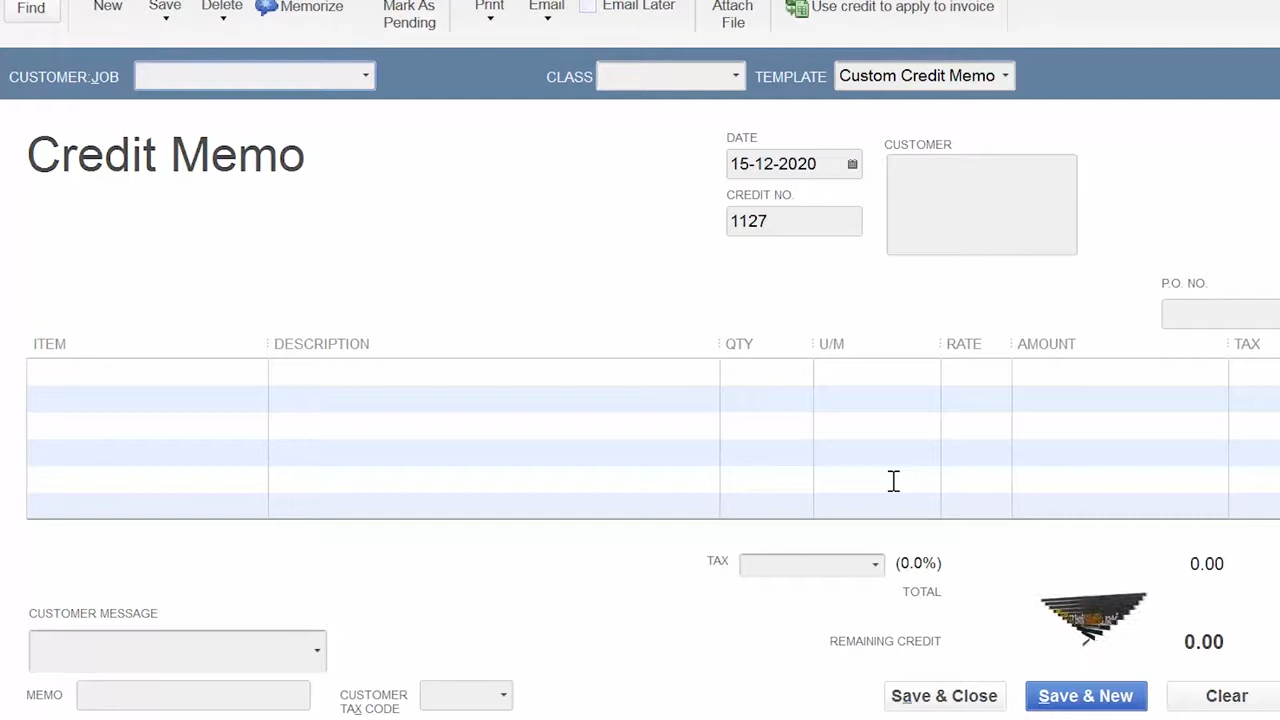 Find
New
Save
Delete
Memorize
Mark As
Pending
Print
Email
Email Later
Attach
File
Use credit to apply to invoice
CUSTOMER:JOB
CLASS
TEMPLATE
Custom Credit Memo
Credit Memo
DATE
15-12-2020
CREDIT NO.
1127
CUSTOMER
P.O. NO.
ITEM
DESCRIPTION
QTY
U/M
RATE
AMOUNT
TAX
TAX
(0.0%)
0.00
TOTAL
REMAINING CREDIT
0.00
CUSTOMER MESSAGE
MEMO
CUSTOMER
TAX CODE
Save & Close
Save & New
Clear